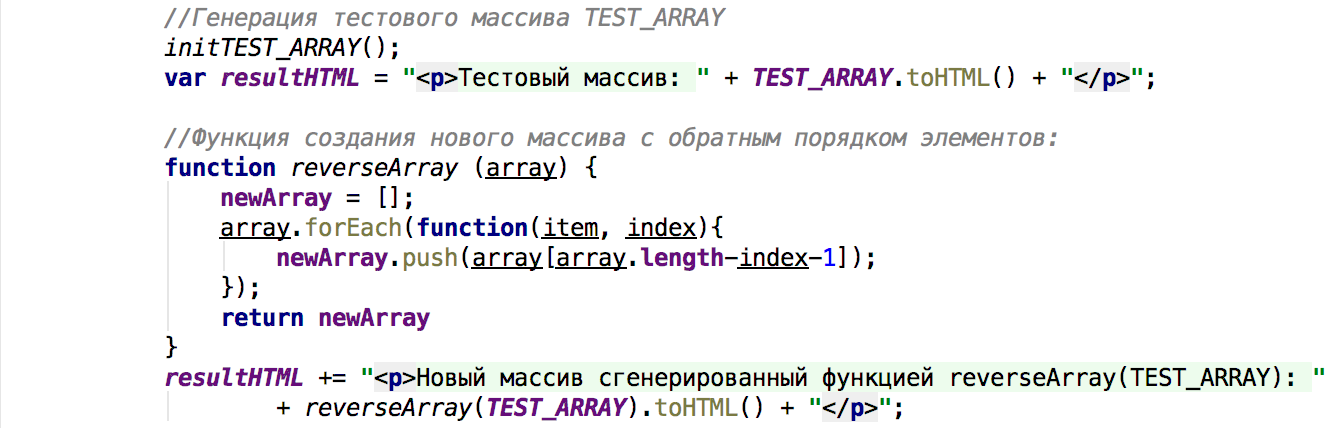 //Генерация тестового массива TEST_ARRAY
initTEST_ARRAY();
var resultHTML = "<p>Тестовый массив: " + TEST_ARRAY.toHTML() + "</p>";
//Функция создания нового массива с обратным порядком элементов:
function reverseArray (array) {
newArray = [];
array.forEach(function(item, index){
newArray.push(array[array.length-index-1]);
});
return newArray
}
resultHTML += "<p>Новый массив сгенерированный функцией reverseArray(TEST_ARRAY): "
+ reverseArray(TEST_ARRAY).toHTML() + "</p>";